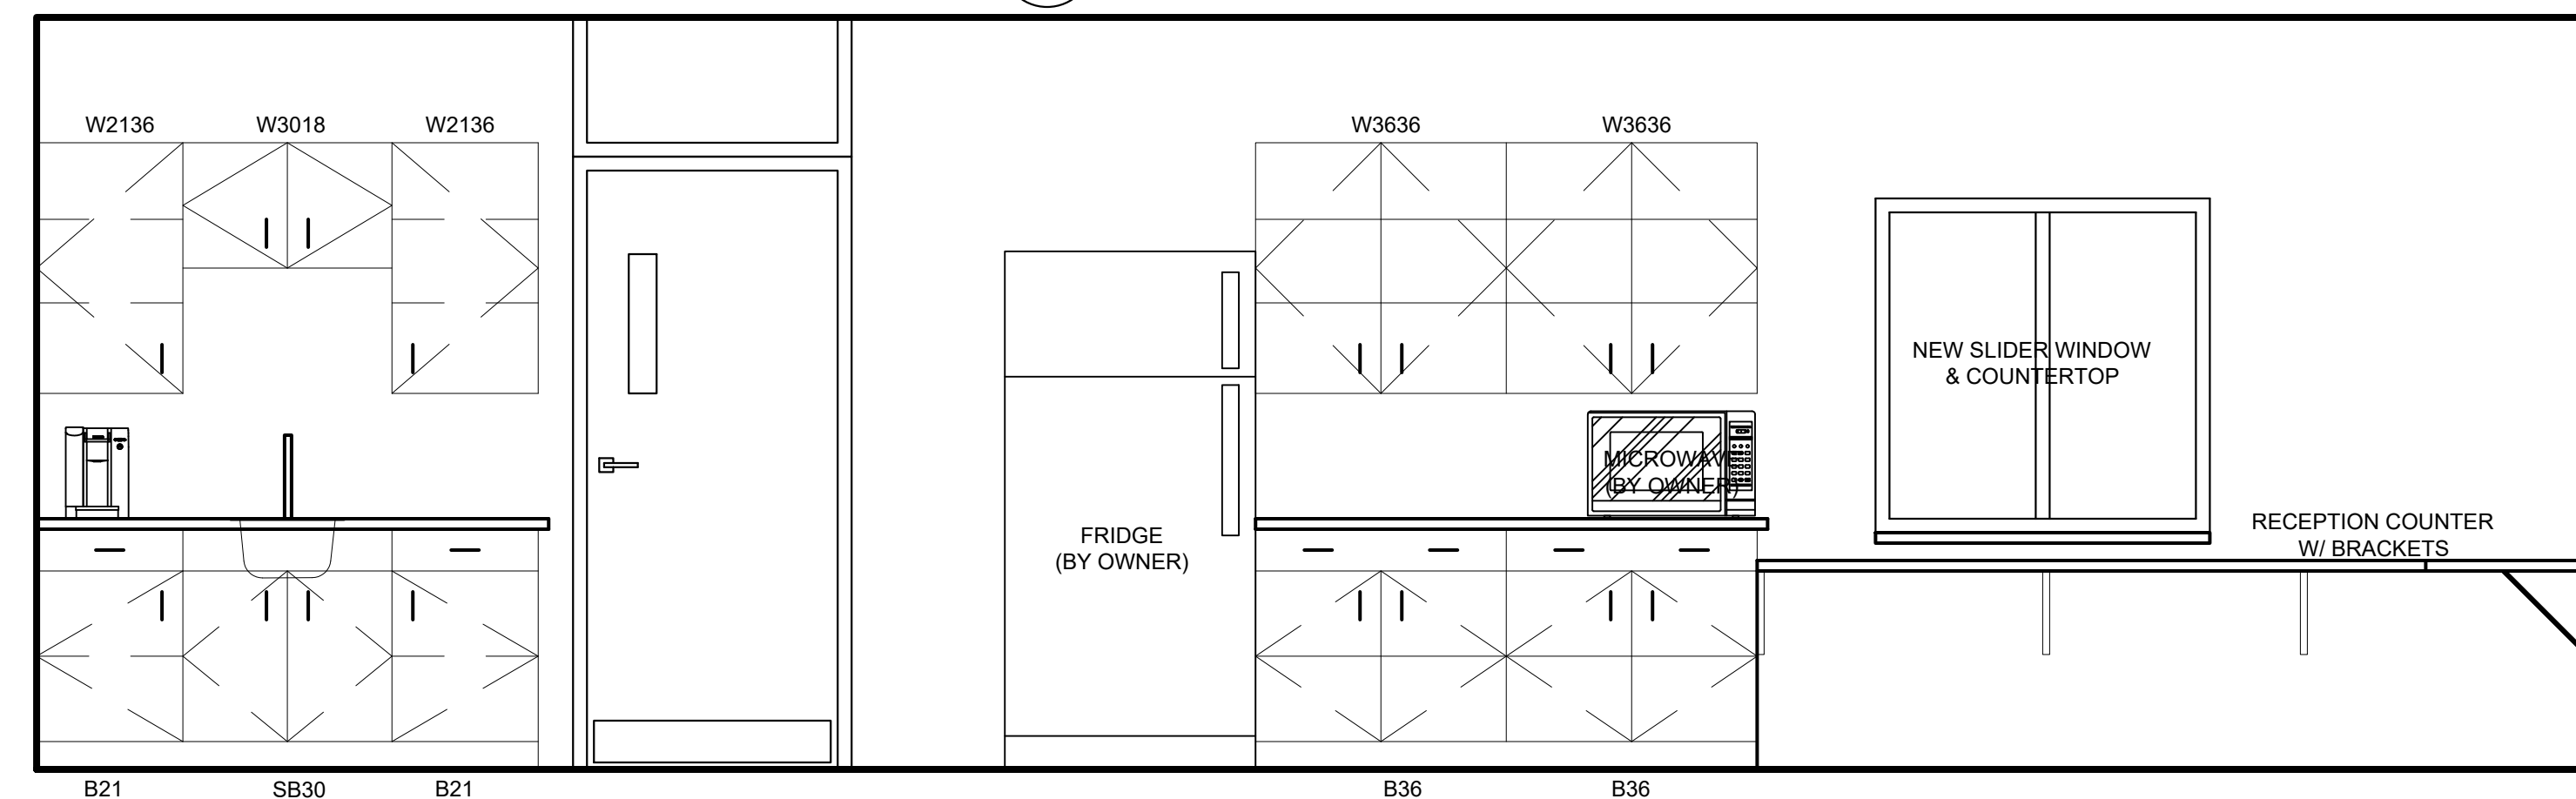 W2136
W3018
W2136
W3636
W3636
NEW SLIDER WINDOW
& COUNTERTOP
MICROWAVE
(BY OWNER)
FRIDGE
(BY OWNER)
RECEPTION COUNTER
W/ BRACKETS
B21
SB30
B21
B36
B36